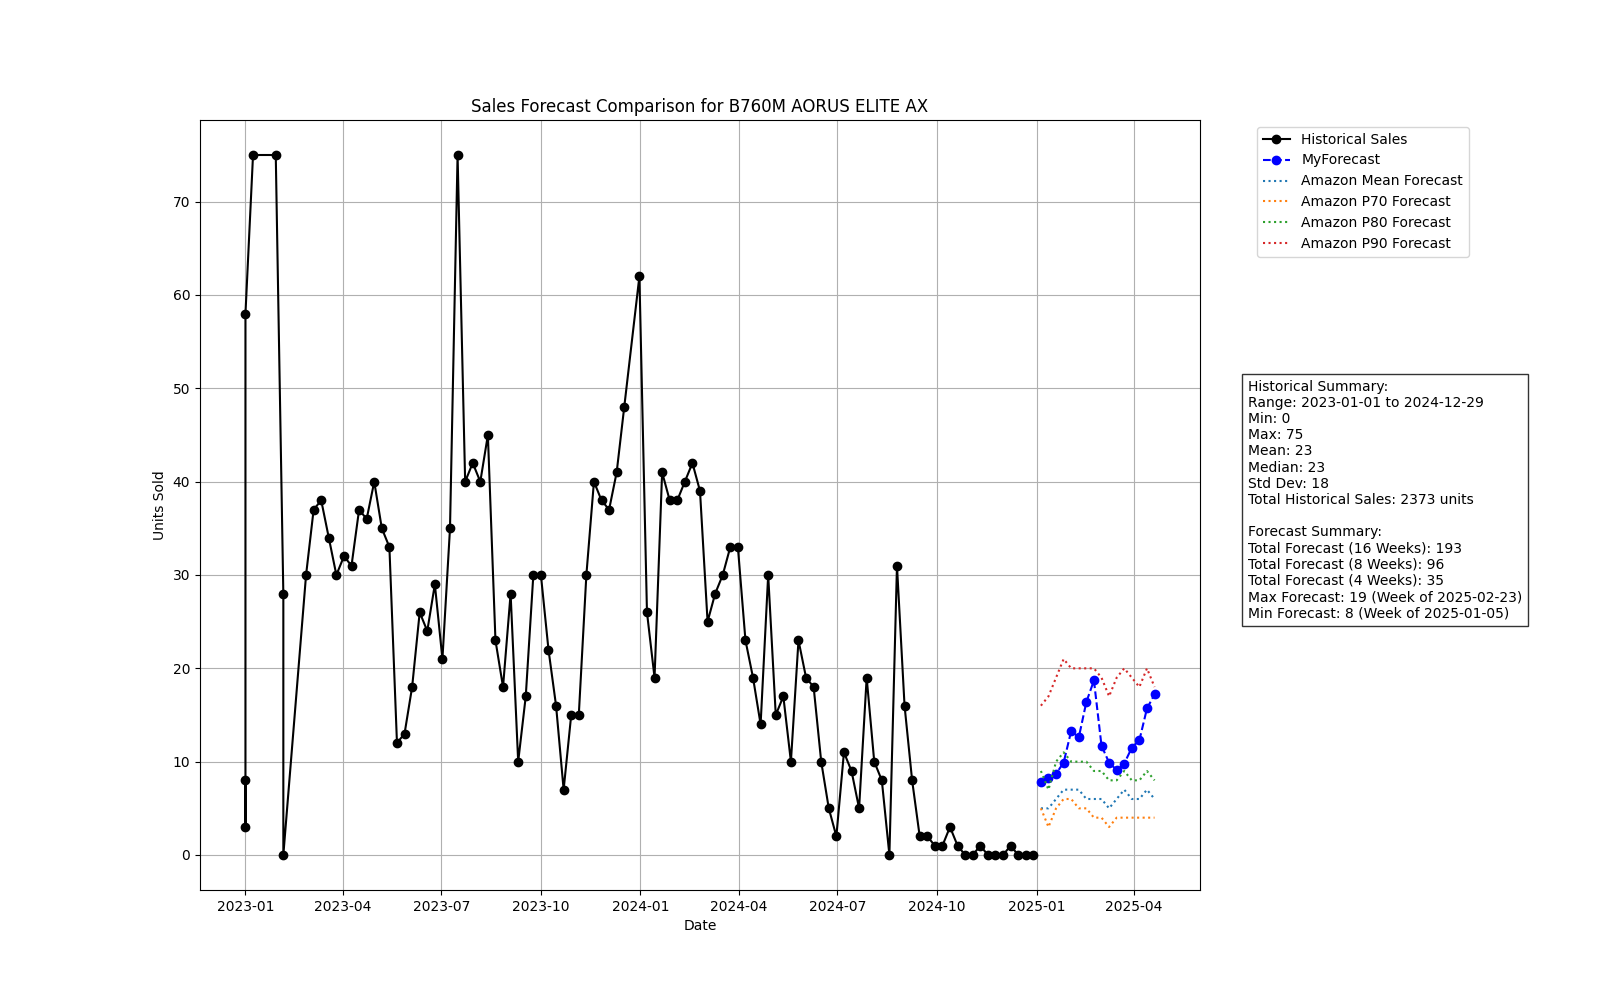 Sales Forecast Comparison for B760M AORUS ELITE AX
Historical Sales
MyForecast
Amazon Mean Forecast
Amazon P70 Forecast
Amazon P80 Forecast
Amazon P90 Forecast
70
60
50
40
30
20
10
0
Units Sold
2023-01 2023-04 2023-07 2023-10 2024-01 2024-04 2024-07 2024-10 2025-01 2025-04
Date
Historical Summary:
Range: 2023-01-01 to 2024-12-29
Min: 0
Max: 75
Mean: 23
Median: 23
Std Dev: 18
Total Historical Sales: 2373 units
Forecast Summary:
Total Forecast (16 Weeks): 193
Total Forecast (8 Weeks): 96
Total Forecast (4 Weeks): 35
Max Forecast: 19 (Week of 2025-02-23)
Min Forecast: 8 (Week of 2025-01-05)